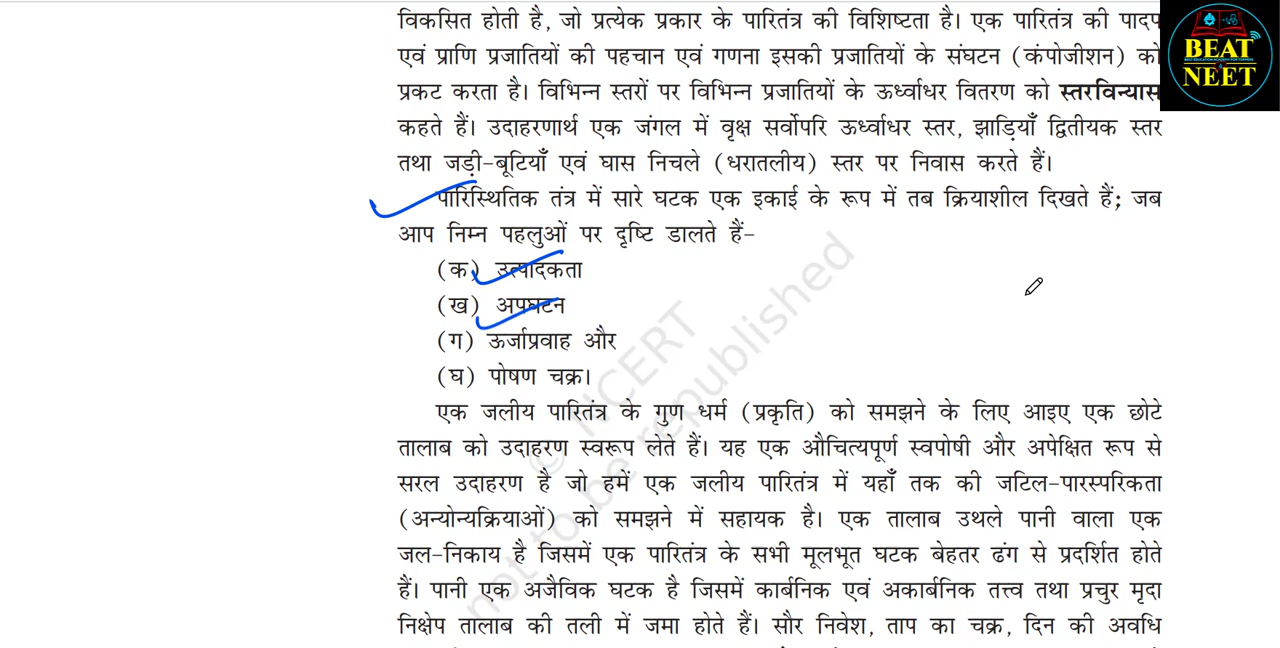 विकसित होती है, जो प्रत्येक प्रकार के पारितंत्र की विशिष्टता है। एक पारितंत्र की पादप
एवं प्राणि प्रजातियों की पहचान एवं गणना इसकी प्रजातियों के संघटन (कंपोजीशन) को
प्रकट करता है। विभिन्न स्तरों पर विभिन्न प्रजातियों के ऊर्ध्वाधर वितरण को स्तरविन्यास
कहते हैं। उदाहरणार्थ एक जंगल में वृक्ष सर्वोपरि ऊर्ध्वाधर स्तर, झाड़ियाँ द्वितीयक स्तर
तथा जड़ी-बूटियाँ एवं घास निचले (धरातलीय) स्तर पर निवास करते हैं।
पारिस्थितिक तंत्र में सारे घटक एक इकाई के रूप में तब क्रियाशील दिखते हैं; जब
आप निम्न पहलुओं पर दृष्टि डालते हैं-
(क) उत्पादकता
(ख) अपघटन
(ग) ऊर्जाप्रवाह और
(घ) पोषण चक्र।
एक जलीय पारितंत्र के गुण धर्म (प्रकृति) को समझने के लिए आइए एक छोटे
तालाब को उदाहरण स्वरूप लेते हैं। यह एक औचित्यपूर्ण स्वपोषी और अपेक्षित रूप से
सरल उदाहरण है जो हमें एक जलीय पारितंत्र में यहाँ तक की जटिल-पारस्परिकता
(अन्योन्यक्रियाओं) को समझने में सहायक है। एक तालाब उथले पानी वाला एक
जल-निकाय है जिसमें एक पारितंत्र के सभी मूलभूत घटक बेहतर ढंग से प्रदर्शित होते
हैं। पानी एक अजैविक घटक है जिसमें कार्बनिक एवं अकार्बनिक तत्त्व तथा प्रचुर मृदा
निक्षेप तालाब की तली में जमा होते हैं। सौर निवेश, ताप का चक्र, दिन की अवधि
© NCERT
not to be republished
BEAT
NEET